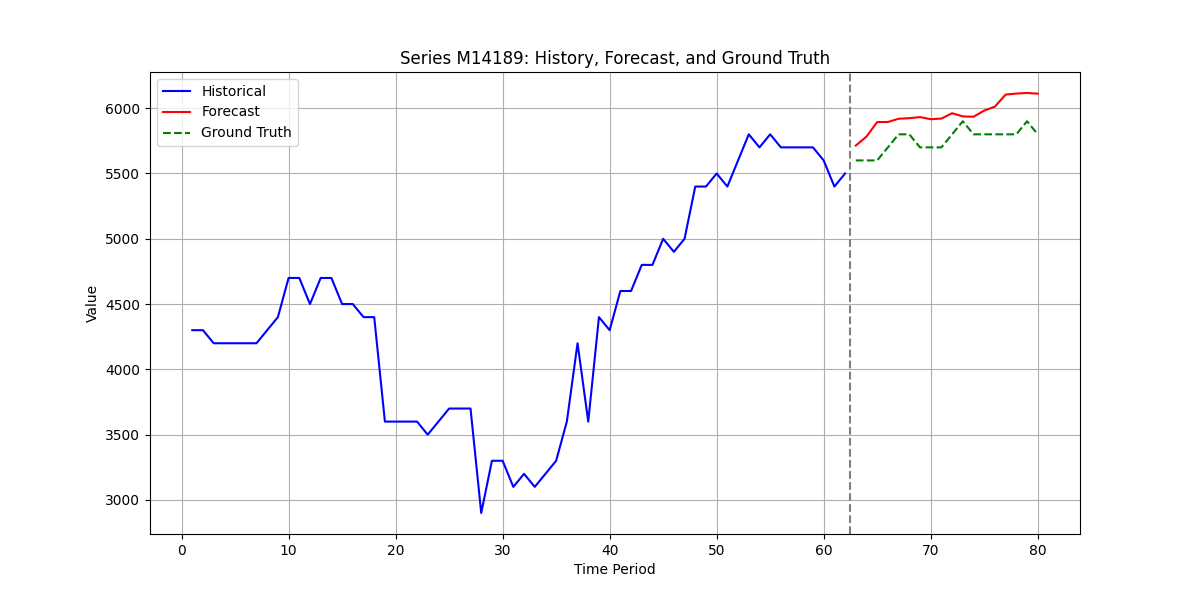 Series M14189: History, Forecast, and Ground Truth
Historical
Forecast
Ground Truth
Value
6000
5500
5000
4500
4000
3500
3000
0 10 20 30 40 50 60 70 80
Time Period